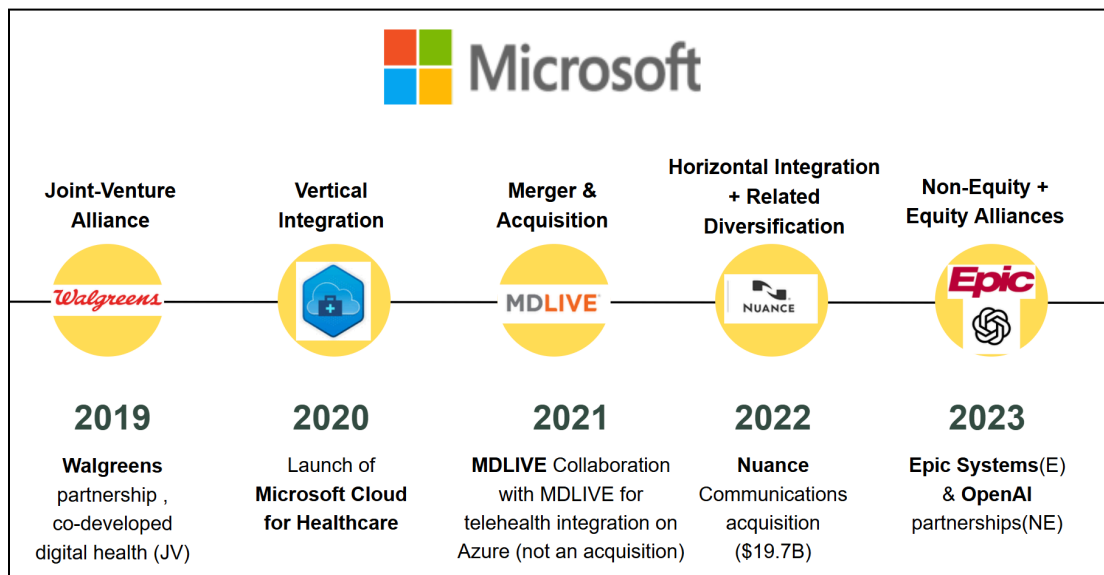 Microsoft
Joint-Venture
Alliance
Vertical
Integration
Merger &
Acquisition
Horizontal Integration
+ Related
Diversification
Non-Equity +
Equity Alliances
Walgreens
MDLIVE
NUANCE
Epic
2019
2020
2021
2022
2023
Walgreens
partnership ,
co-developed
digital health (JV)
Launch of
Microsoft Cloud
for Healthcare
MDLIVE Collaboration
with MDLIVE for
telehealth integration on
Azure (not an acquisition)
Nuance
Communications
acquisition
($19.7B)
Epic Systems(E)
& OpenAI
partnerships(NE)